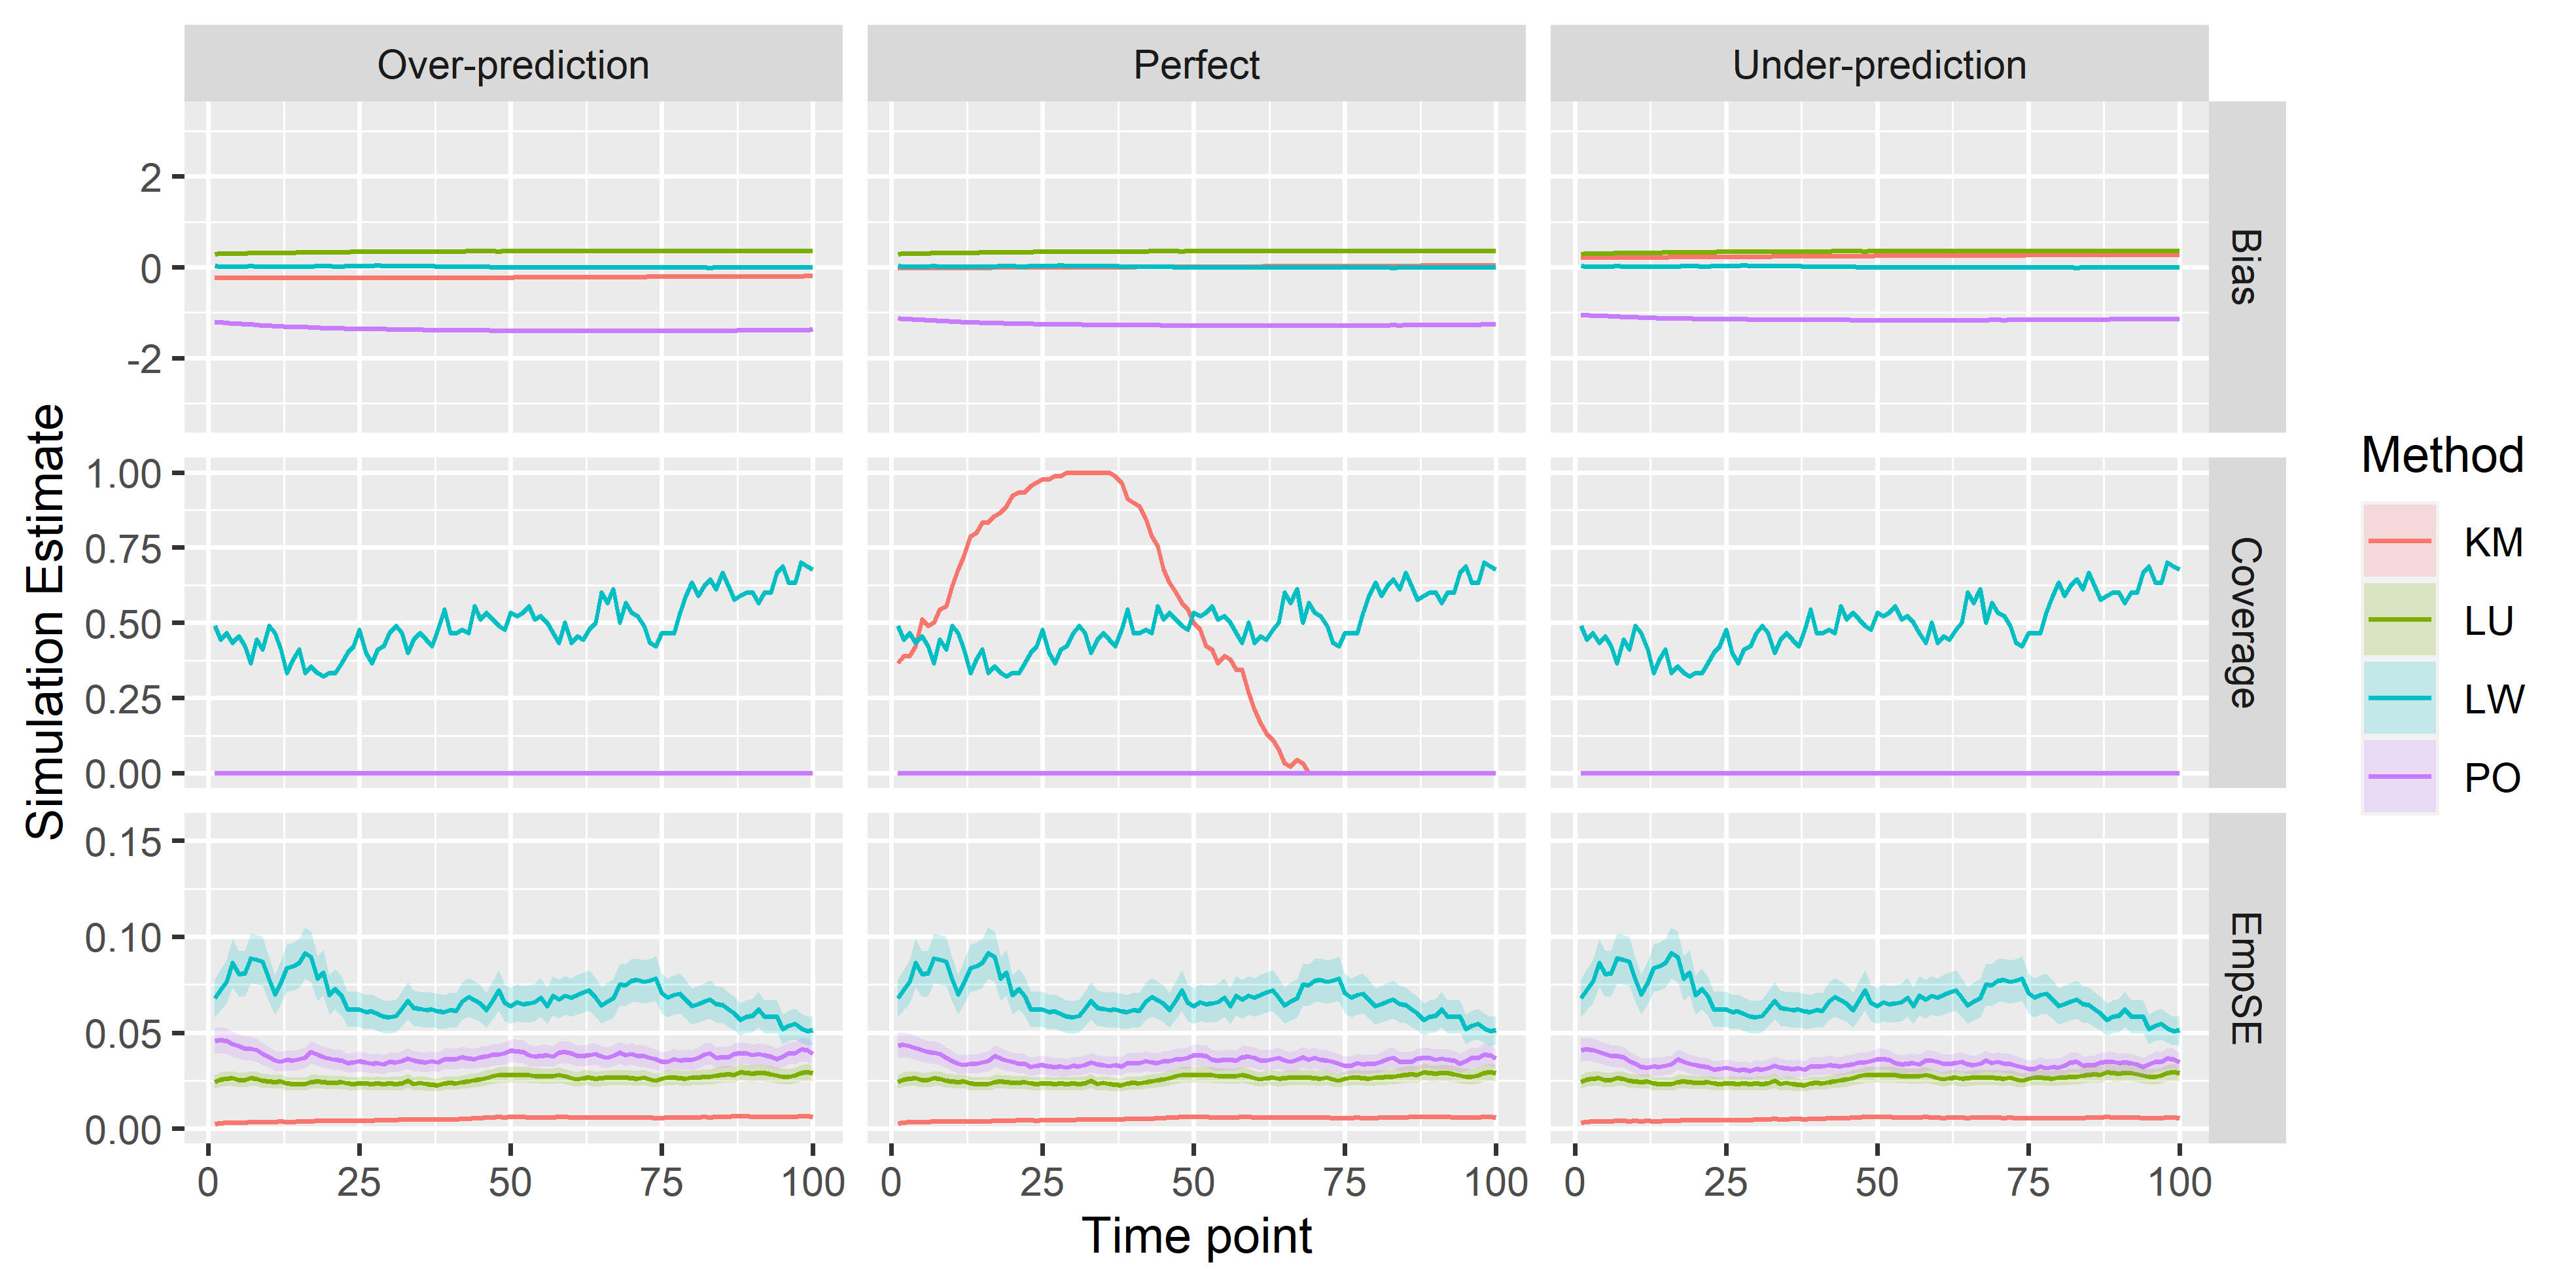 Over-prediction Perfect Under-prediction
2
0
-2
Bias
1.00
0.75
0.50
0.25
0.00
Coverage
0.15
0.10
0.05
0.00
EmpSE
0 25 50 75 100 0 25 50 75 100 0 25 50 75 100
Time point
Simulation Estimate
Method
KM
LU
LW
PO